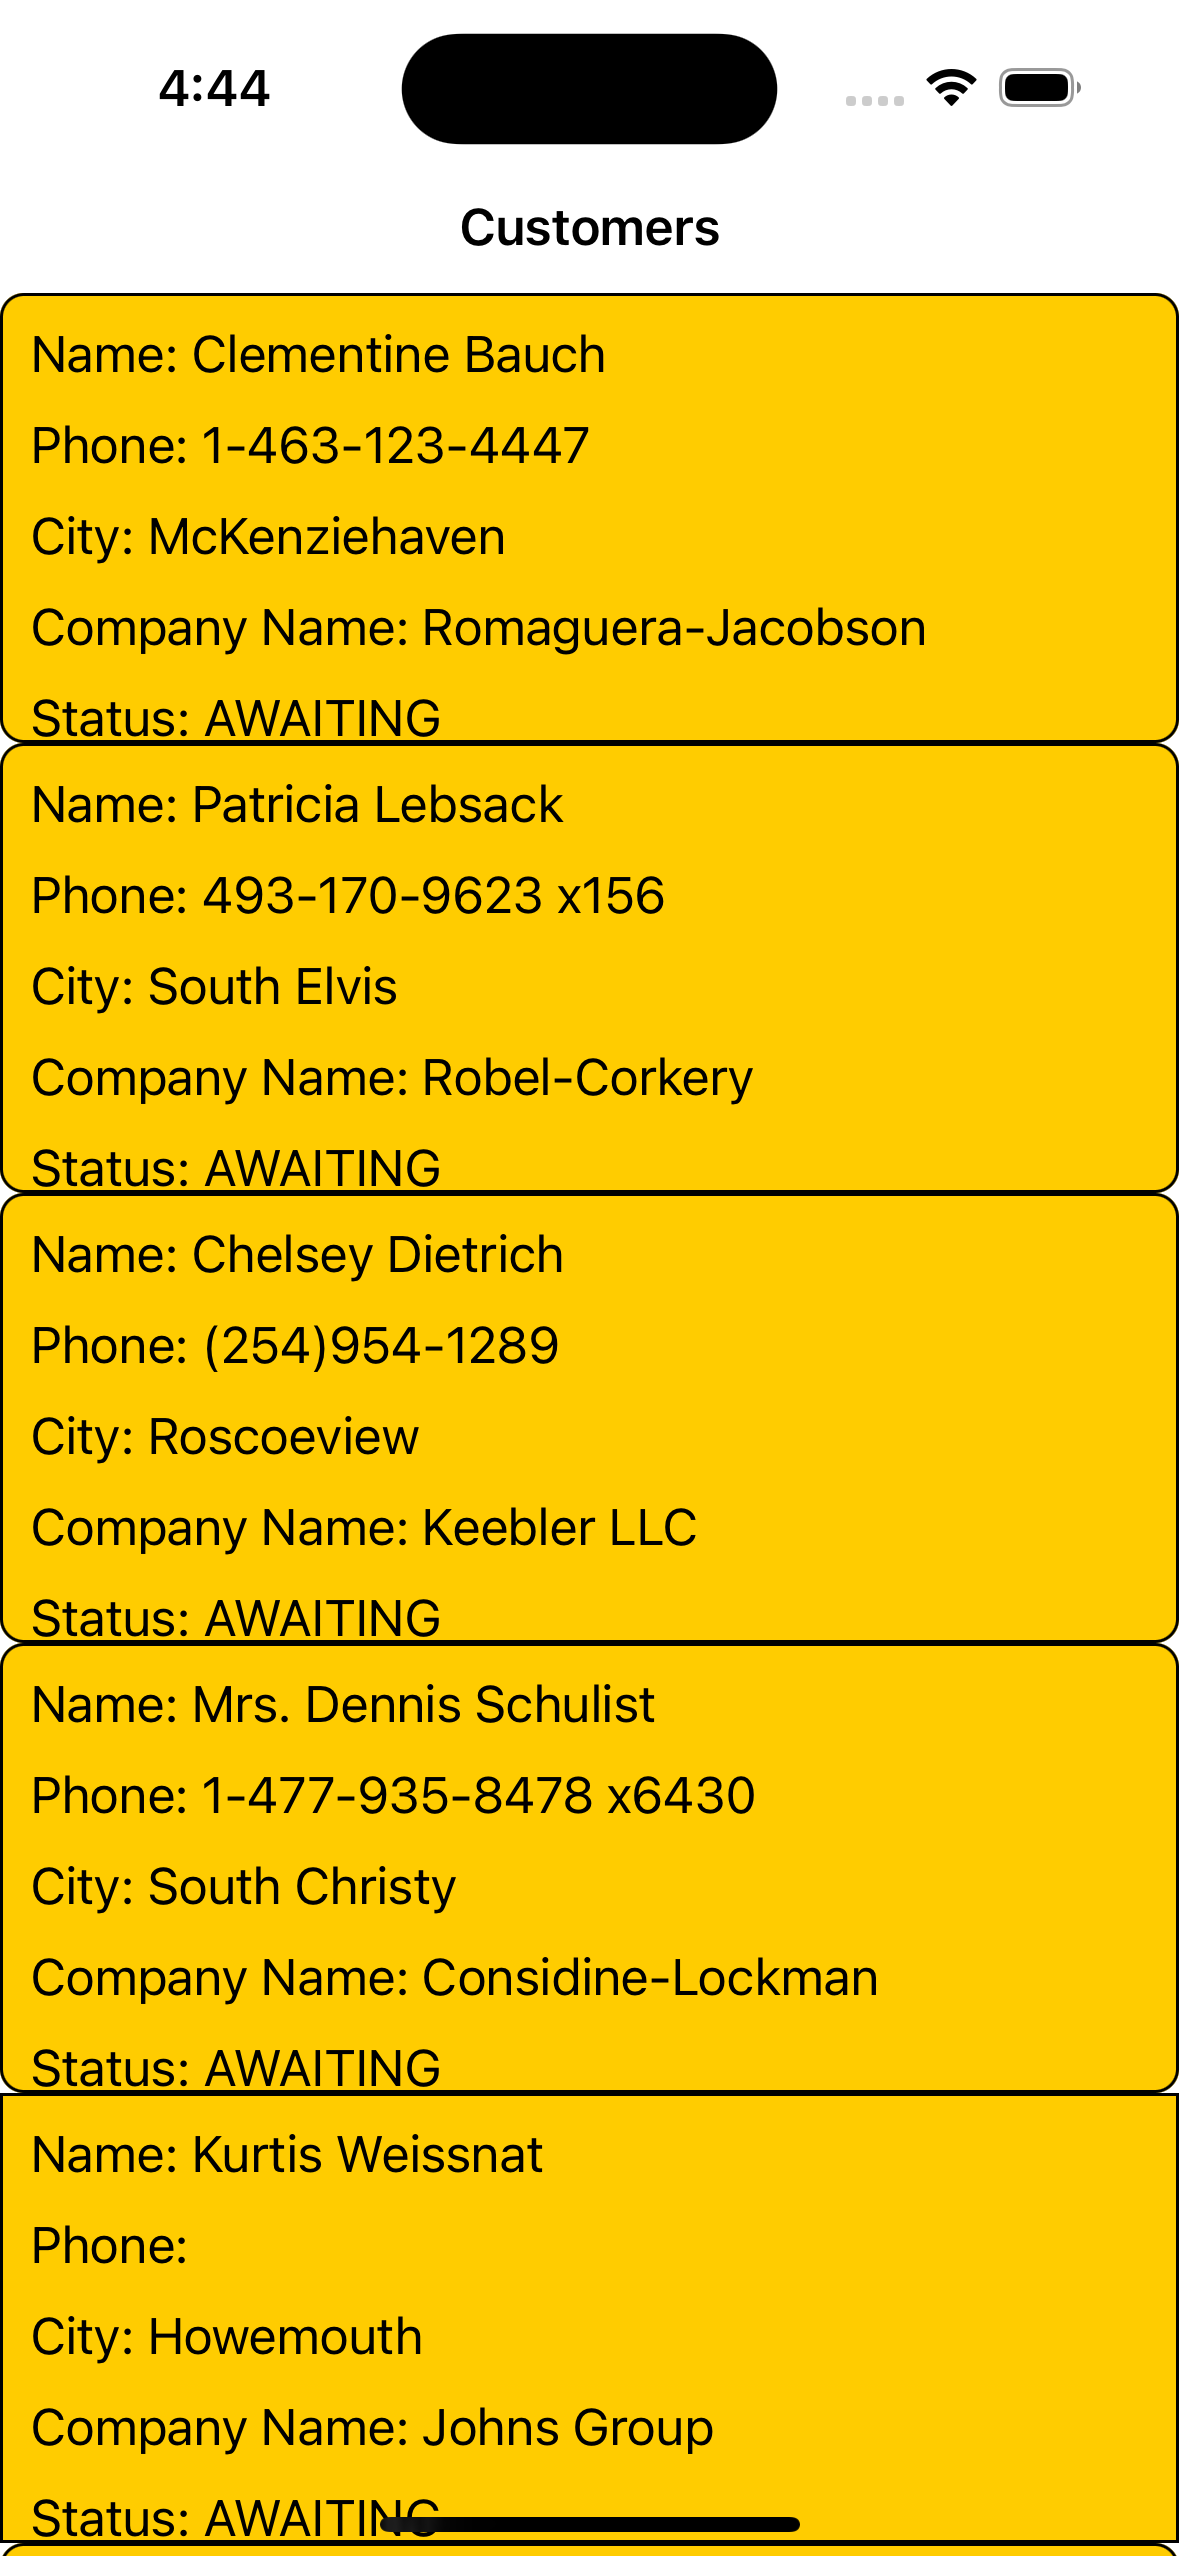 4:44
Customers
Name: Clementine Bauch
Phone: 1-463-123-4447
City: McKenziehaven
Company Name: Romaguera-Jacobson
Status: AWAITING
Name: Patricia Lebsack
Phone: 493-170-9623 x156
City: South Elvis
Company Name: Robel-Corkery
Status: AWAITING
Name: Chelsey Dietrich
Phone: (254)954-1289
City: Roscoeview
Company Name: Keebler LLC
Status: AWAITING
Name: Mrs. Dennis Schulist
Phone: 1-477-935-8478 x6430
City: South Christy
Company Name: Considine-Lockman
Status: AWAITING
Name: Kurtis Weissnat
Phone:
City: Howemouth
Company Name: Johns Group
Status: AWAITING